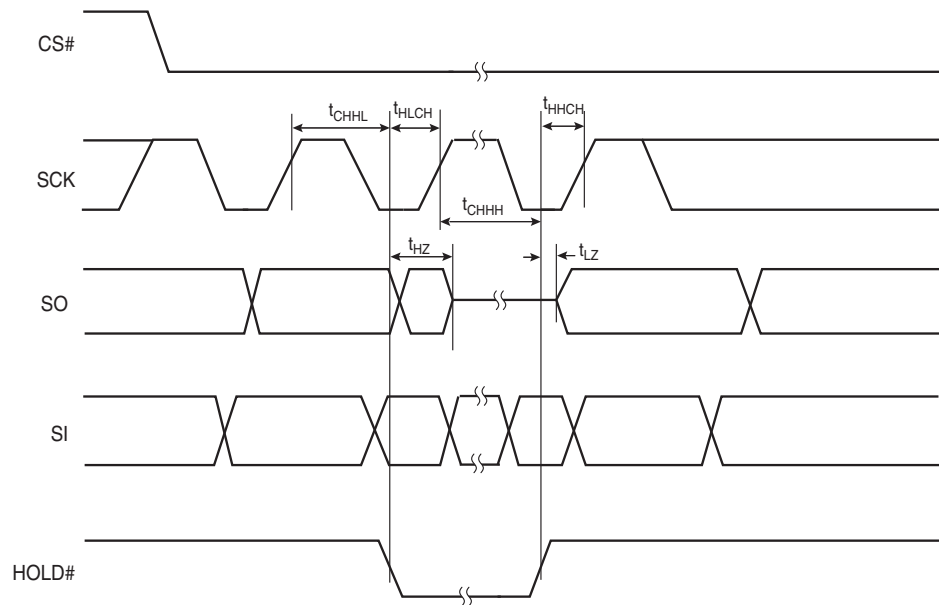 CS#
tCHHL
tHLCH
tHHCH
SCK
tCHHH
tHZ
tLZ
SO
SI
HOLD#